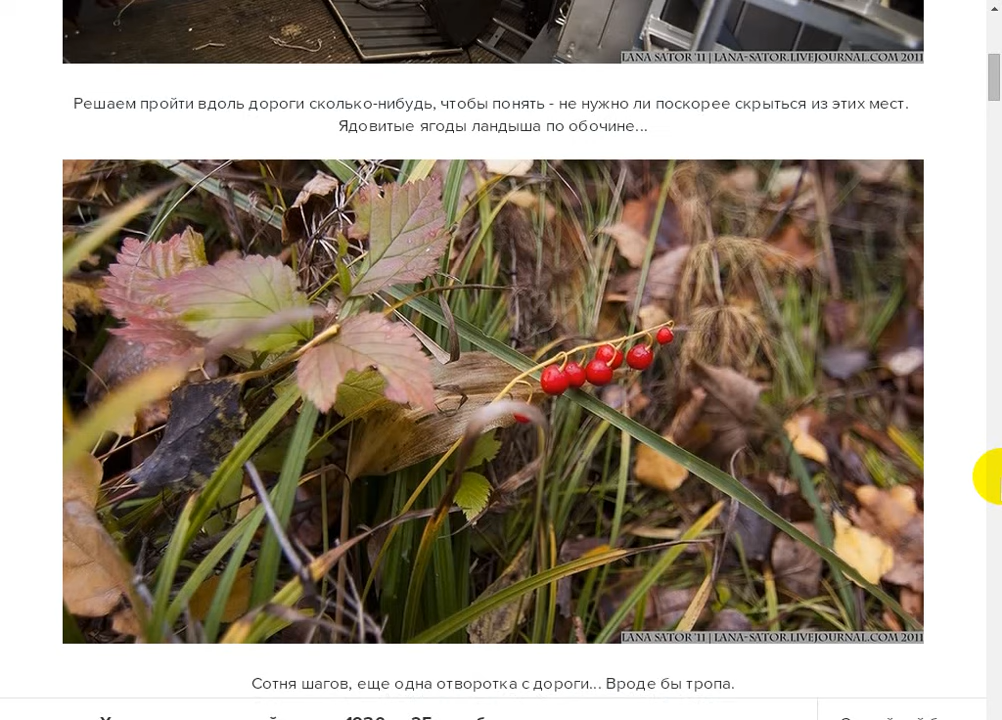 LANA SATOR '11 | LANA-SATOR.LIVEJOURNAL.COM 2011
Решаем пройти вдоль дороги сколько-нибудь, чтобы понять - не нужно ли поскорее скрыться из этих мест.
Ядовитые ягоды ландыша по обочине...
LANA SATOR '11 | LANA-SATOR.LIVEJOURNAL.COM 2011
Сотня шагов, еще одна отворотка с дороги... Вроде бы тропа.